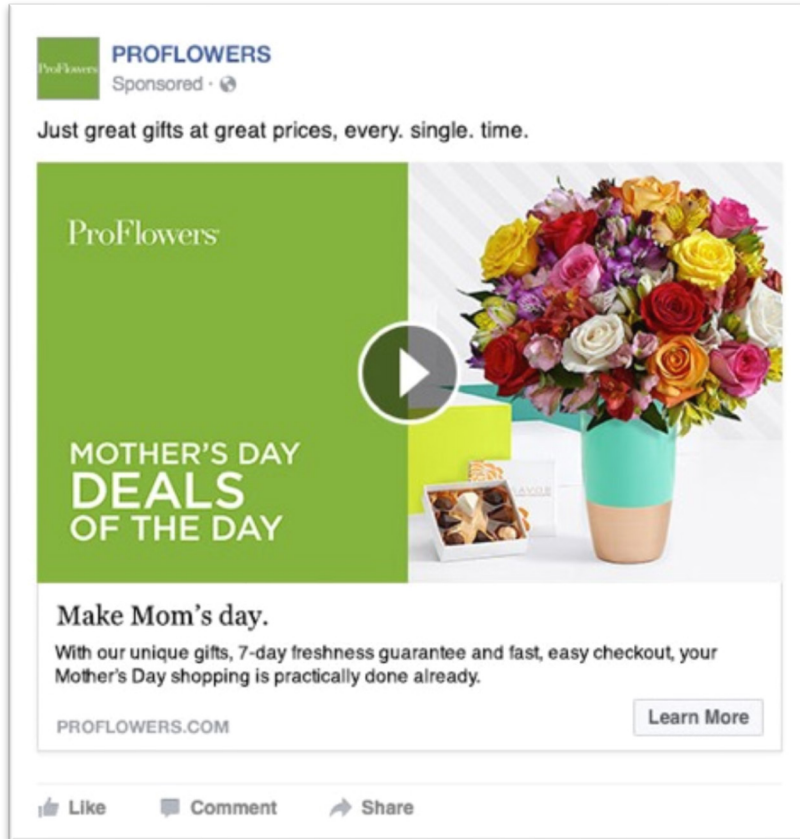 ProFlowers
PROFLOWERS
Sponsored ·
Just great gifts at great prices, every. single. time.
ProFlowers
MOTHER'S DAY
DEALS
OF THE DAY
Make Mom's day.
With our unique gifts, 7-day freshness guarantee and fast, easy checkout, your
Mother's Day shopping is practically done already.
PROFLOWERS.COM
Learn More
Like
Comment
Share